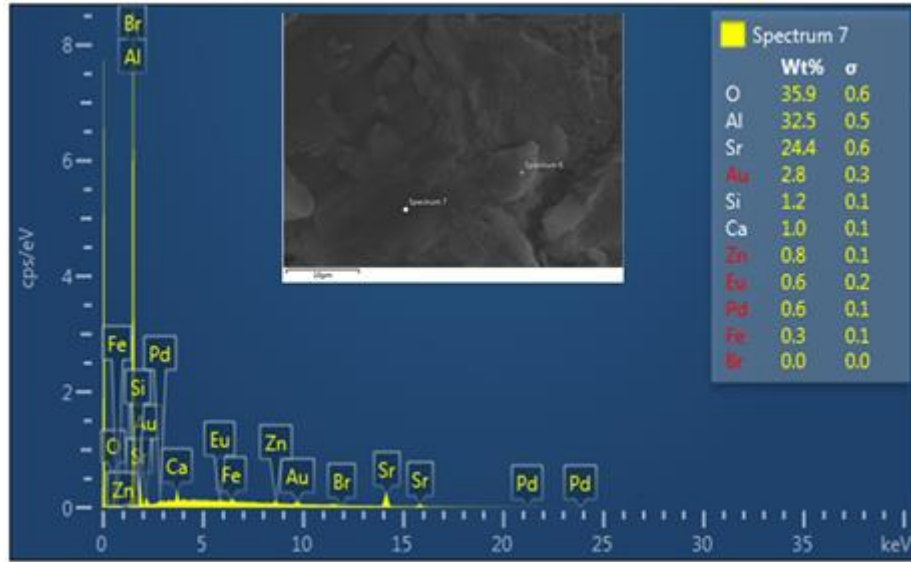 Spectrum 7
Wt% σ
O 35.9 0.6
Al 32.5 0.5
Sr 24.4 0.6
Au 2.8 0.3
Si 1.2 0.1
Ca 1.0 0.1
Zn 0.8 0.1
Eu 0.6 0.2
Pd 0.6 0.1
Fe 0.3 0.1
Br 0.0 0.0
cps/eV
8
6
4
2
0
Br
Al
Fe
Pd
Si
Au
O
Zn
Ca
Eu
Fe
Zn
Au
Br
Sr
Sr
Pd
Pd
Spectrum 7
10µm
0 5 10 15 20 25 30 35 keV